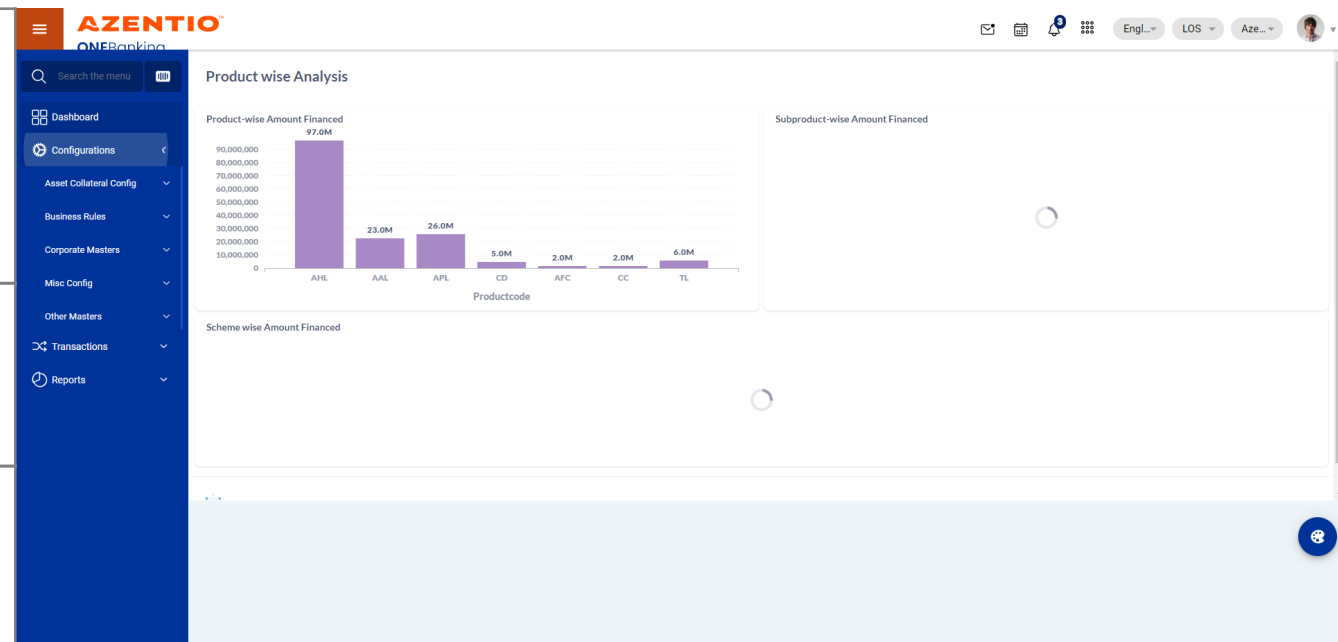 AZENTIO
ONEBanking
3
Engl...
LOS
Aze...
Search the menu
Dashboard
Configurations
Asset Collateral Config
Business Rules
Corporate Masters
Misc Config
Other Masters
Transactions
Reports
Product wise Analysis
Product-wise Amount Financed
97.0M
90,000,000
80,000,000
70,000,000
60,000,000
50,000,000
40,000,000
30,000,000
20,000,000
10,000,000
0
23.0M
26.0M
5.0M
2.0M
2.0M
6.0M
AHL AAL APL CD AFC CC TL
Productcode
Subproduct-wise Amount Financed
Scheme wise Amount Financed